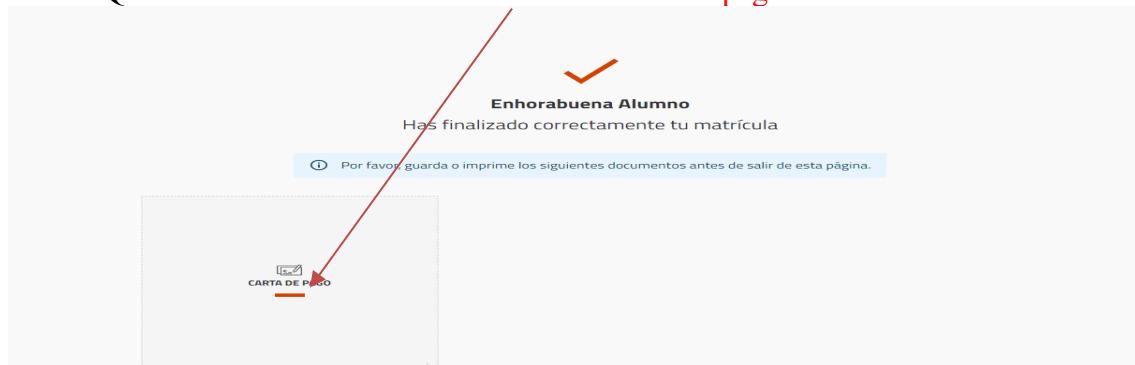 Enhorabuena Alumno
Has finalizado correctamente tu matrícula
Por favor, guarda o imprime los siguientes documentos antes de salir de esta página.
CARTA DE PAGO